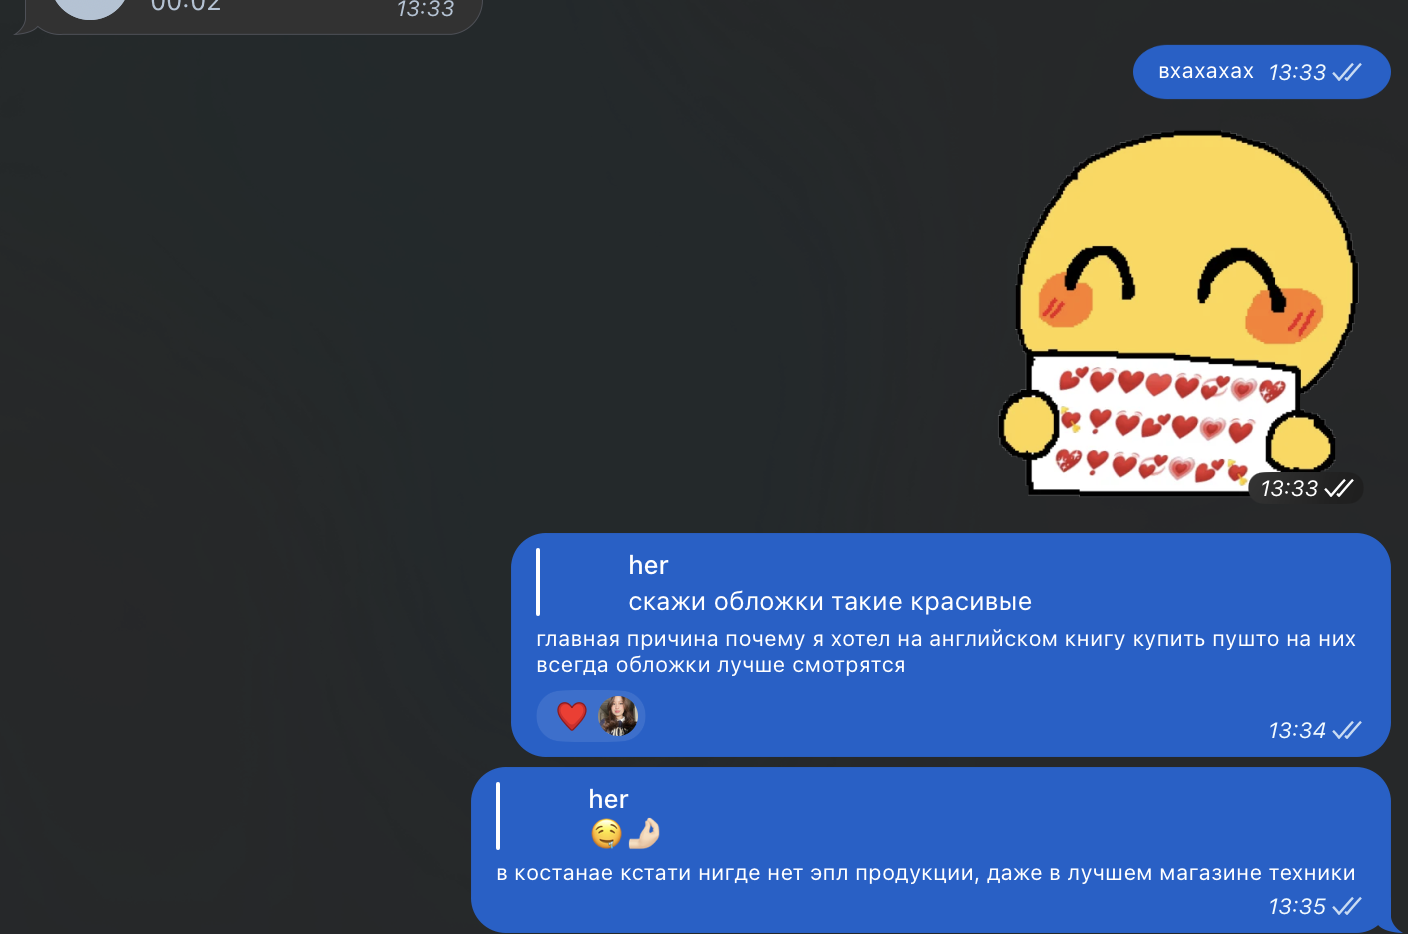 00:02 13:33
вхахахах 13:33
13:33
her
скажи обложки такие красивые
главная причина почему я хотел на английском книгу купить пушто на них
всегда обложки лучше смотрятся
13:34
her
🤤🤌🏻
в костанае кстати нигде нет эпл продукции, даже в лучшем магазине техники
13:35